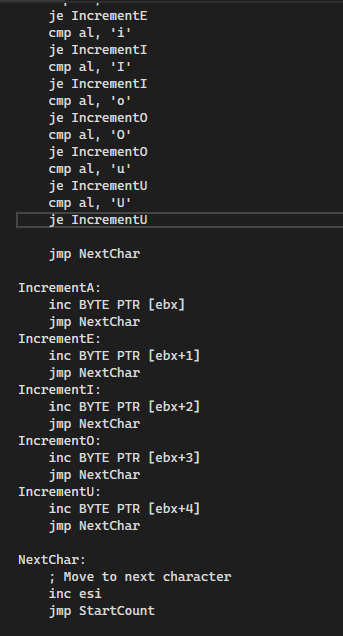 je IncrementE
cmp al, 'i'
je IncrementI
cmp al, 'I'
je IncrementI
cmp al, 'o'
je IncrementO
cmp al, 'O'
je IncrementO
cmp al, 'u'
je IncrementU
cmp al, 'U'
je IncrementU
jmp NextChar
IncrementA:
inc BYTE PTR [ebx]
jmp NextChar
IncrementE:
inc BYTE PTR [ebx+1]
jmp NextChar
IncrementI:
inc BYTE PTR [ebx+2]
jmp NextChar
IncrementO:
inc BYTE PTR [ebx+3]
jmp NextChar
IncrementU:
inc BYTE PTR [ebx+4]
jmp NextChar
NextChar:
; Move to next character
inc esi
jmp StartCount